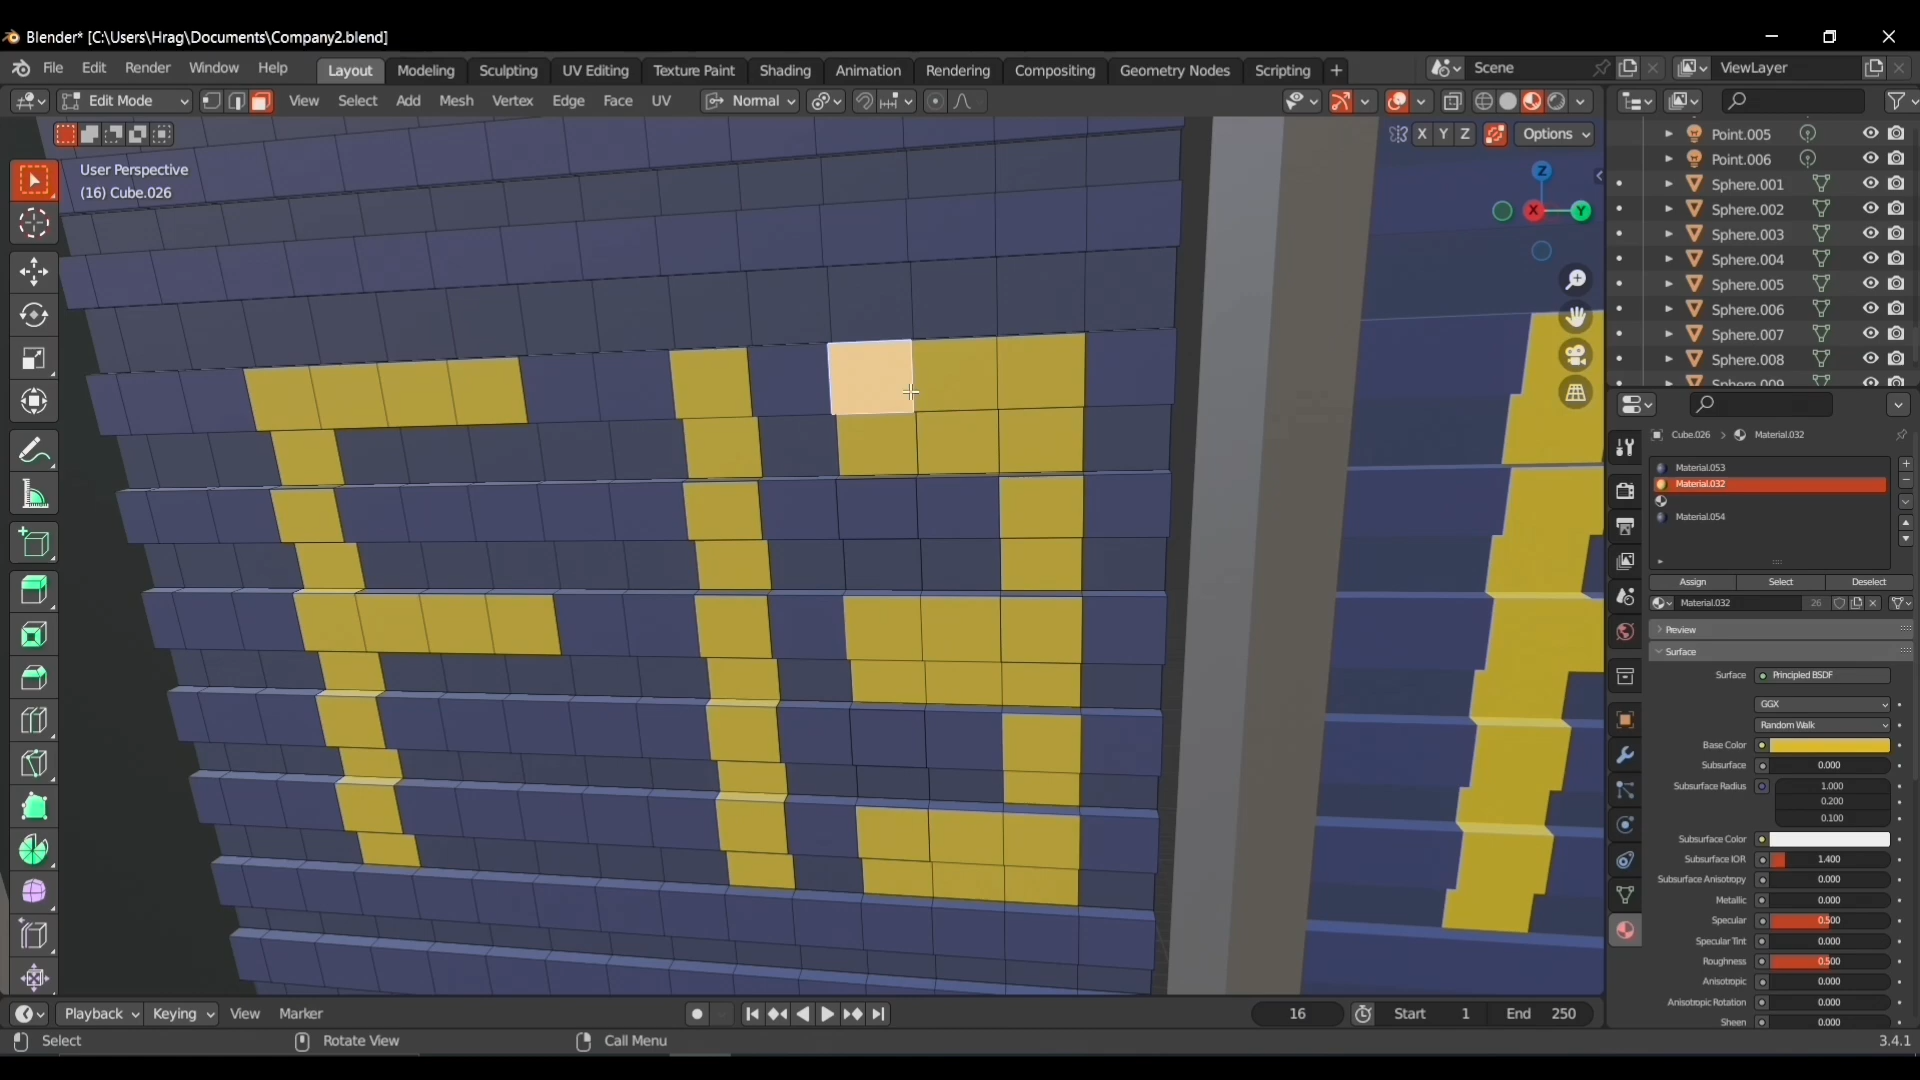 Blender* [C:\Users\Hrag\Documents\Company2.blend]
File Edit Render Window Help Layout Modeling Sculpting UV Editing Texture Paint Shading Animation Rendering Compositing Geometry Nodes Scripting + Scene ViewLayer
Edit Mode View Select Add Mesh Vertex Edge Face UV Normal
X Y Z Options
User Perspective
(16) Cube.026
Z
X Y
F13
Point.005
Point.006
Sphere.001
Sphere.002
Sphere.003
Sphere.004
Sphere.005
Sphere.006
Sphere.007
Sphere.008
Sphere.009
Cube.026 > Material.032
Material.053
Material.032
Material.054
Assign Select Deselect
Material.032 26
Preview
Surface
Surface Principled BSDF
GGX
Random Walk
Base Color
Subsurface 0.000
Subsurface Radius 1.000
0.200
0.100
Subsurface Color
Subsurface IOR 1.400
Subsurface Anisotropy 0.000
Metallic 0.000
Specular 0.500
Specular Tint 0.000
Roughness 0.500
Anisotropic 0.000
Anisotropic Rotation 0.000
Sheen 0.000
Playback Keying View Marker 16 Start 1 End 250
Select Rotate View Call Menu 3.4.1